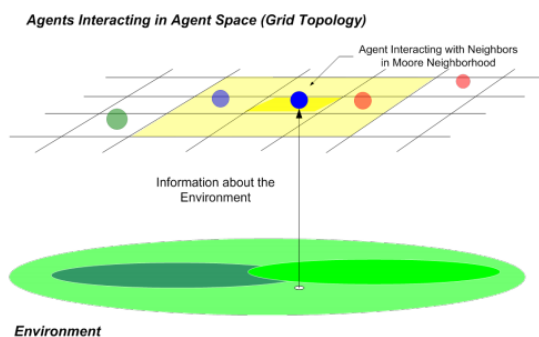 Agents Interacting in Agent Space (Grid Topology)
Agent Interacting with Neighbors
in Moore Neighborhood
Information about the
Environment
Environment